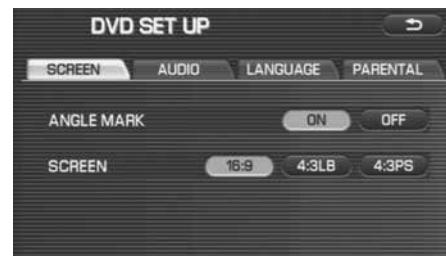 DVD SET UP
SCREEN AUDIO LANGUAGE PARENTAL
ANGLE MARK ON OFF
SCREEN 16:9 4:3LB 4:3PS